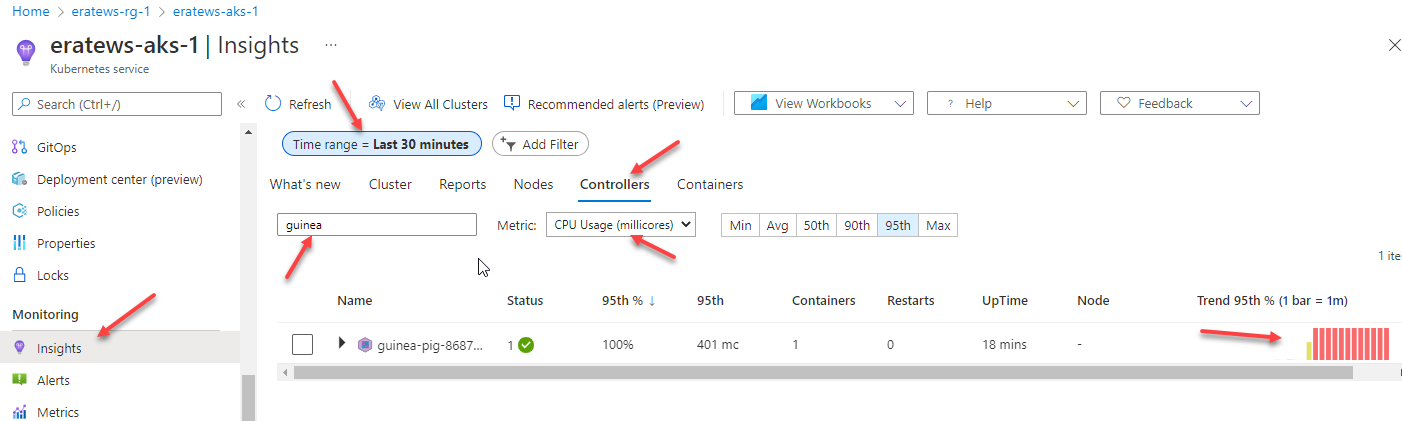 Home > eratews-rg-1 > eratews-aks-1
eratews-aks-1 | Insights ...
Kubernetes service
Search (Ctrl+/)
Refresh View All Clusters Recommended alerts (Preview) View Workbooks ? Help Feedback
Time range = Last 30 minutes Add Filter
GitOps
Deployment center (preview)
Policies
Properties
Locks
Monitoring
Insights
Alerts
Metrics
What's new Cluster Reports Nodes Controllers Containers
guinea Metric: CPU Usage (millicores) Min Avg 50th 90th 95th Max
1 ite
Name Status 95th % ↓ 95th Containers Restarts UpTime Node Trend 95th % (1 bar = 1m)
guinea-pig-8687... 1 100% 401 mc 1 0 18 mins -